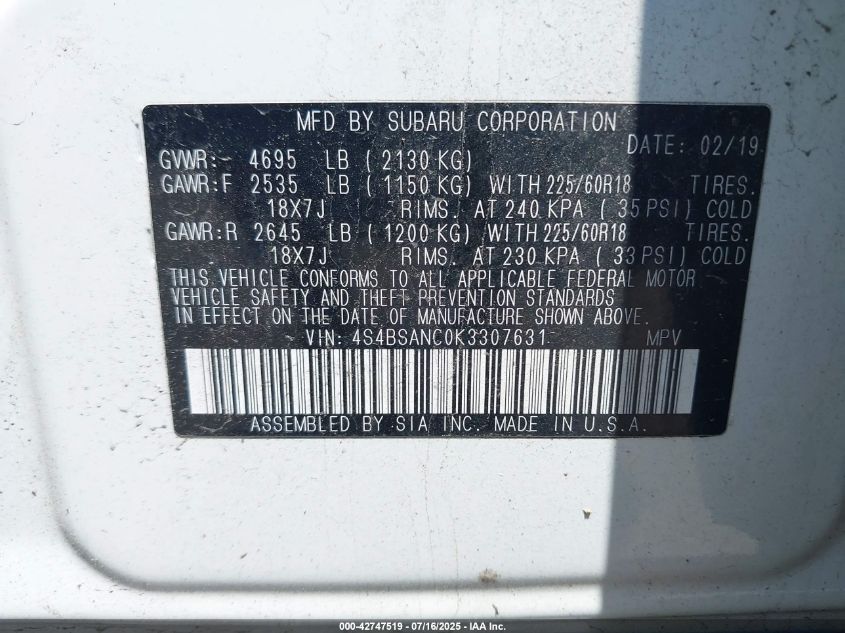 MFD BY SUBARU CORPORATION
DATE: 02/19
GVWR:- 4695 LB ( 2130 KG)
GAWR:F 2535 LB ( 1150 KG) WITH 225/60R18 TIRES.
18X7J RIMS. AT 240 KPA ( 35 PSI) COLD
GAWR:R 2645 LB ( 1200 KG) WITH 225/60R18 TIRES.
18X7J RIMS. AT 230 KPA ( 33 PSI) COLD
THIS VEHICLE CONFORMS TO ALL APPLICABLE FEDERAL MOTOR
VEHICLE SAFETY AND THEFT PREVENTION STANDARDS
IN EFFECT ON THE DATE OF MANUFACTURE SHOWN ABOVE.
VIN: 4S4BSANC0K3307631 MPV
ASSEMBLED BY SIA INC. MADE IN U.S.A.
000-42747519 - 07/16/2025 - IAA Inc.